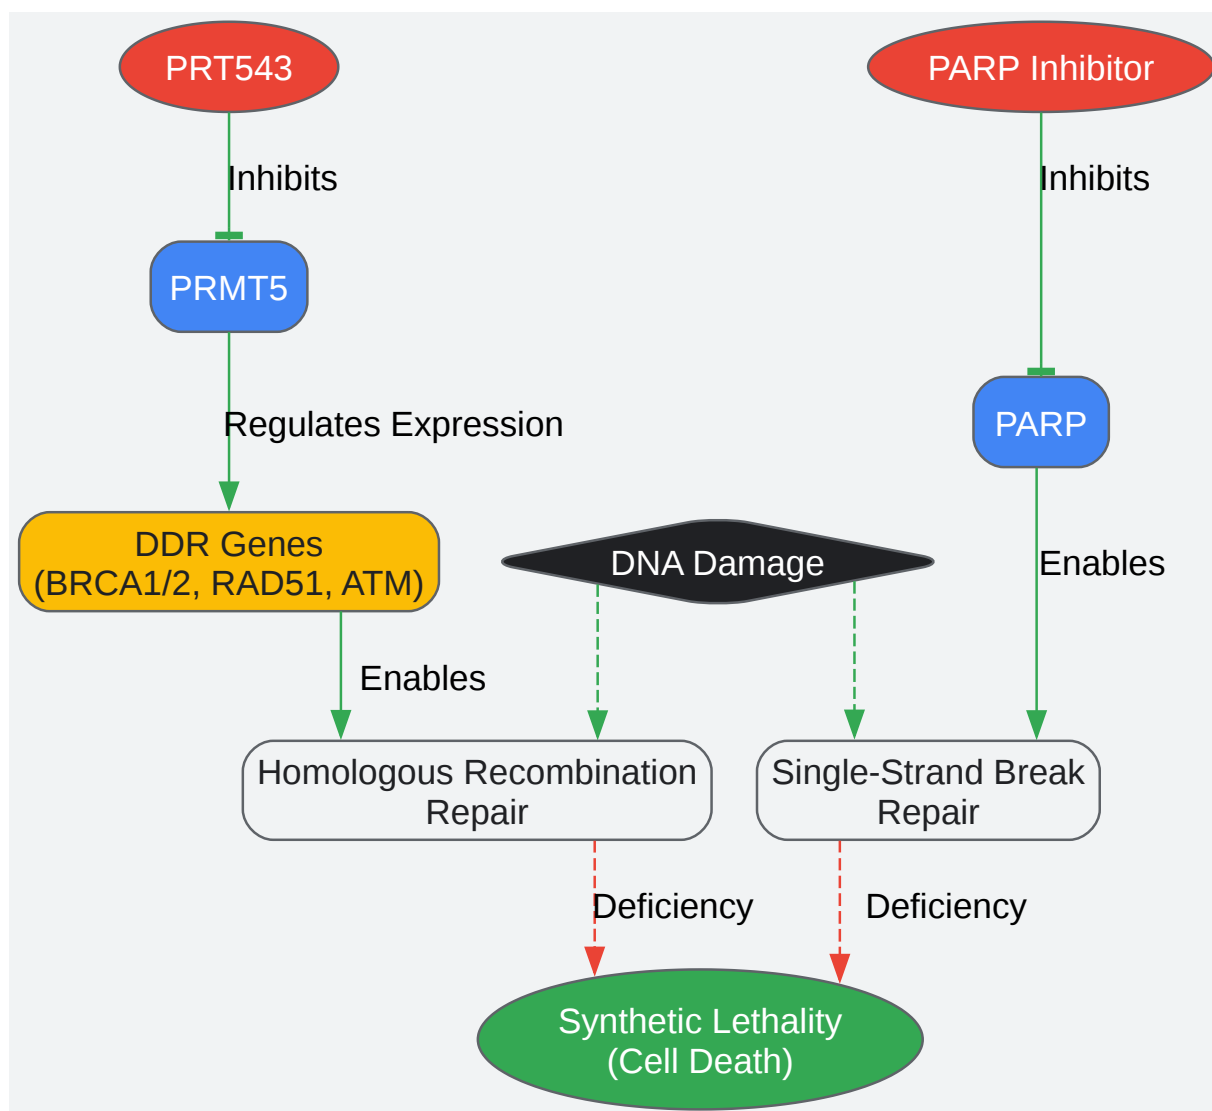 PRT543
PARP Inhibitor
Inhibits
Inhibits
PRMT5
PARP
Regulates Expression
DDR Genes
(BRCA1/2, RAD51, ATM)
DNA Damage
Enables
Enables
Homologous Recombination
Repair
Single-Strand Break
Repair
Deficiency
Deficiency
Synthetic Lethality
(Cell Death)